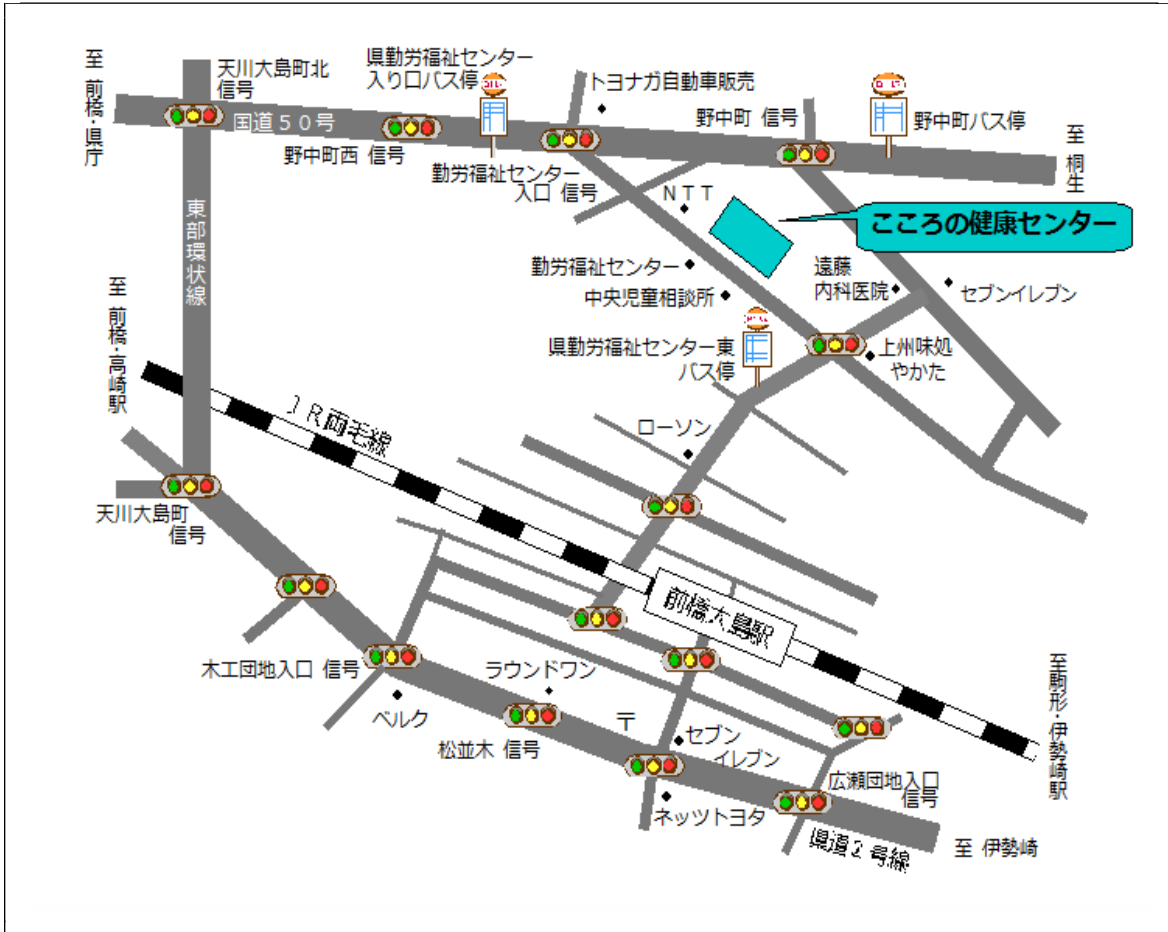 至 前橋・県庁
天川大島町北
信号
県勤労福祉センター
入り口バス停
トヨナガ自動車販売
野中町 信号
野中町バス停
至 桐生
国道５０号
野中町西 信号
勤労福祉センター
入口 信号
ＮＴＴ
こころの健康センター
東部環状線
勤労福祉センター
中央児童相談所
遠藤
内科医院
セブンイレブン
至 前橋・高崎駅
県勤労福祉センター東
バス停
上州味処
やかた
ＪＲ両毛線
ローソン
天川大島町
信号
前橋大島駅
木工団地入口 信号
ベルク
ラウンドワン
松並木 信号
〒
セブン
イレブン
ネッツトヨタ
広瀬団地入口
信号
至駒形・伊勢崎駅
県道２号線
至 伊勢崎